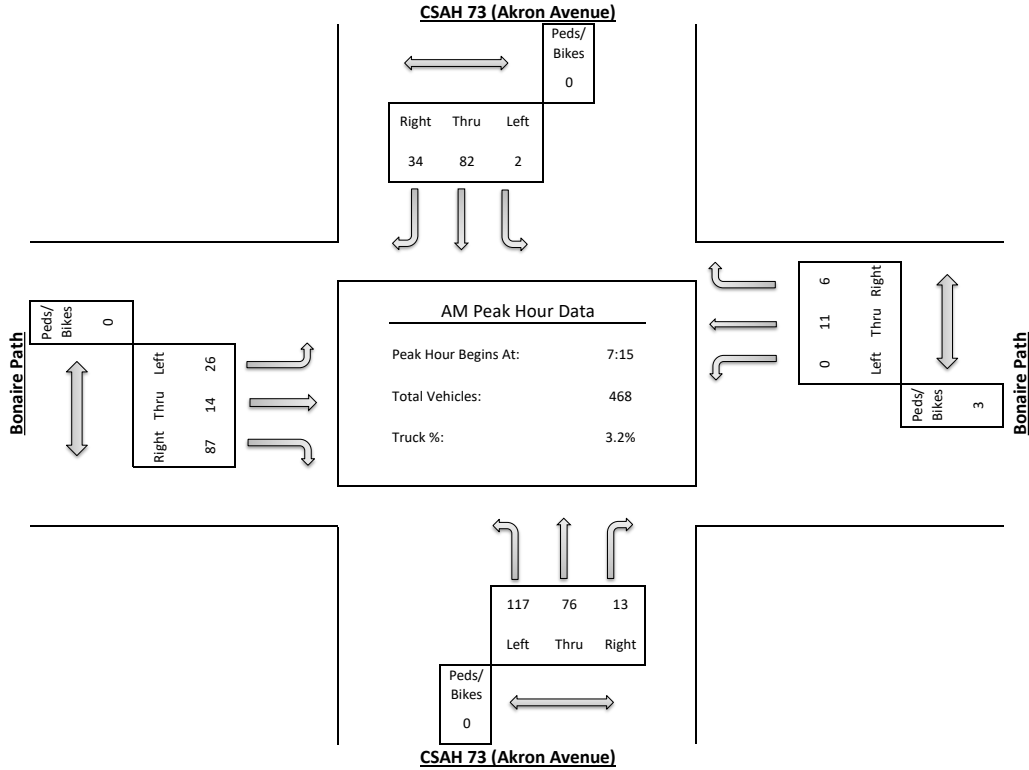 CSAH 73 (Akron Avenue)
Peds/
Bikes
0
Right Thru Left
34 82 2
Bonaire Path
Peds/
Bikes
0
Left
26
Thru
14
Right
87
AM Peak Hour Data
Peak Hour Begins At: 7:15
Total Vehicles: 468
Truck %: 3.2%
6
Right
11
Thru
0
Left
Peds/
Bikes
3
Bonaire Path
117 76 13
Left Thru Right
Peds/
Bikes
0
CSAH 73 (Akron Avenue)